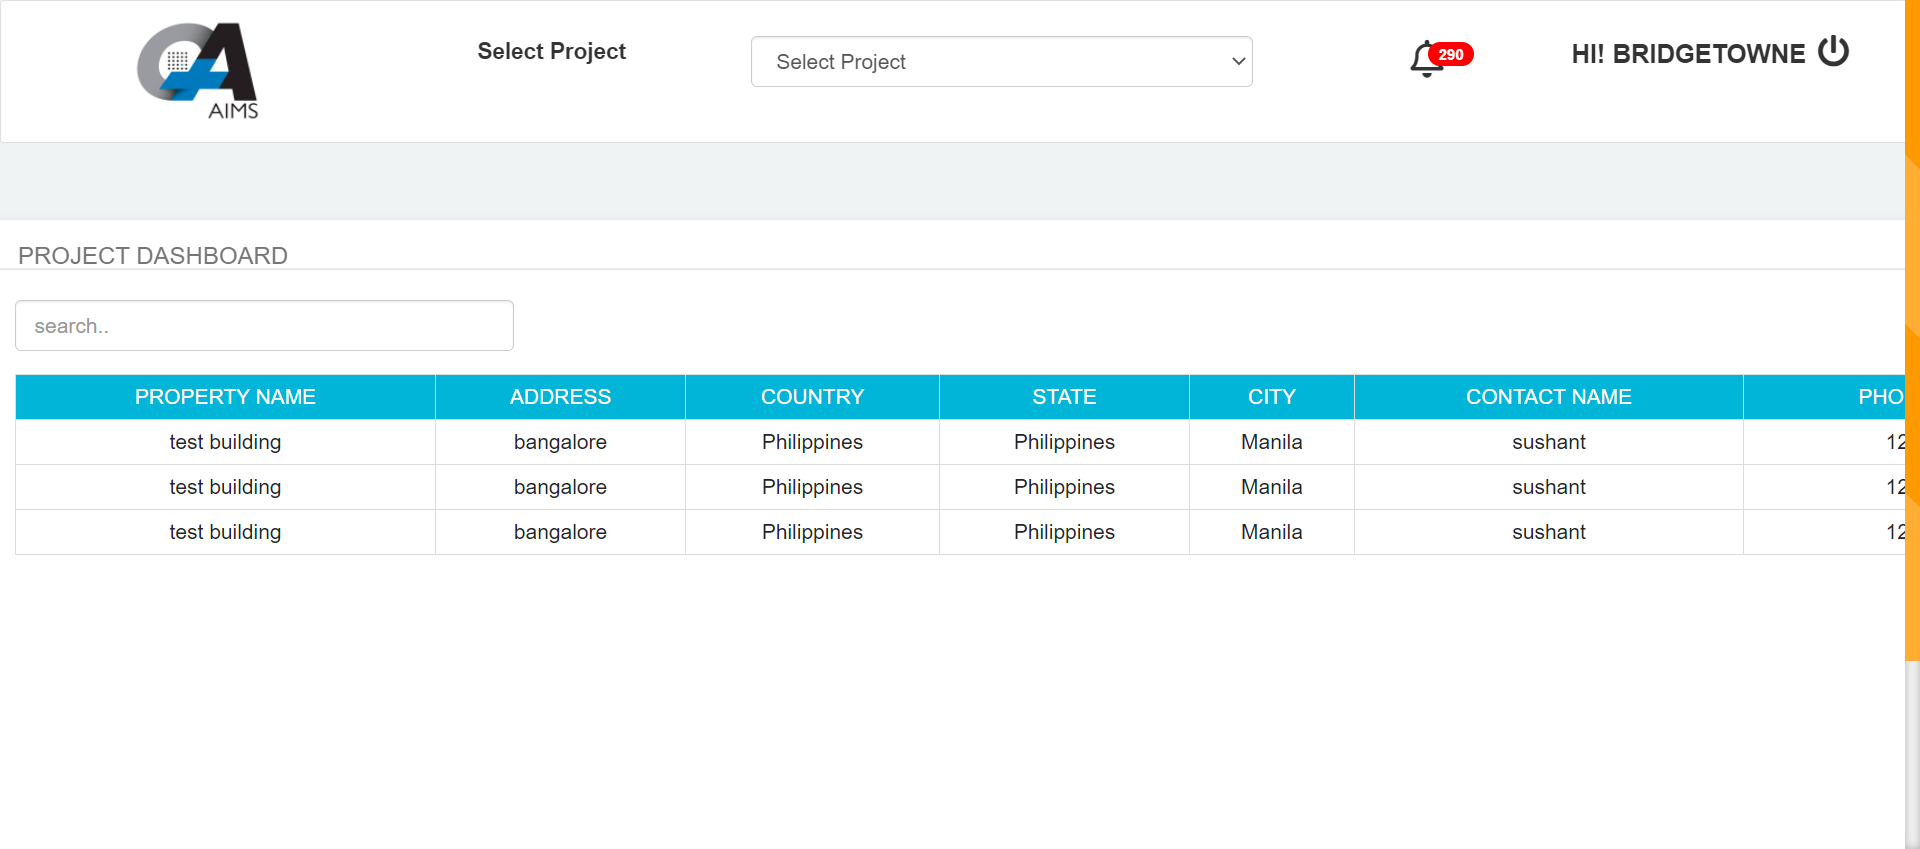 AIMS
Select Project
Select Project
290
HI! BRIDGETOWNE
PROJECT DASHBOARD
search..
PROPERTY NAME ADDRESS COUNTRY STATE CITY CONTACT NAME PHO
test building bangalore Philippines Philippines Manila sushant 12
test building bangalore Philippines Philippines Manila sushant 12
test building bangalore Philippines Philippines Manila sushant 12